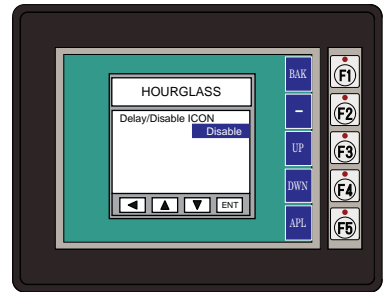 HOURGLASS
Delay/Disable ICON
Disable
ENT
BAK
–
UP
DWN
APL
F1
F2
F3
F4
F5